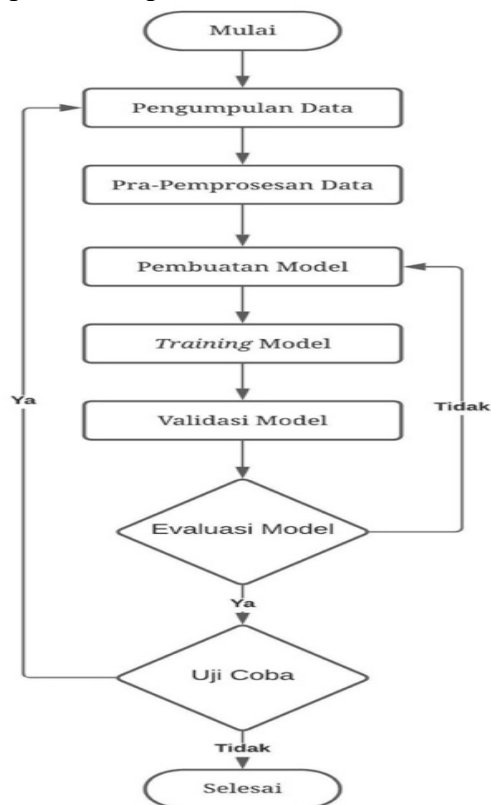 Mulai
Pengumpulan Data
Pra-Pemprosesan Data
Pembuatan Model
Training Model
Ya
Tidak
Validasi Model
Evaluasi Model
Ya
Uji Coba
Tidak
Selesai